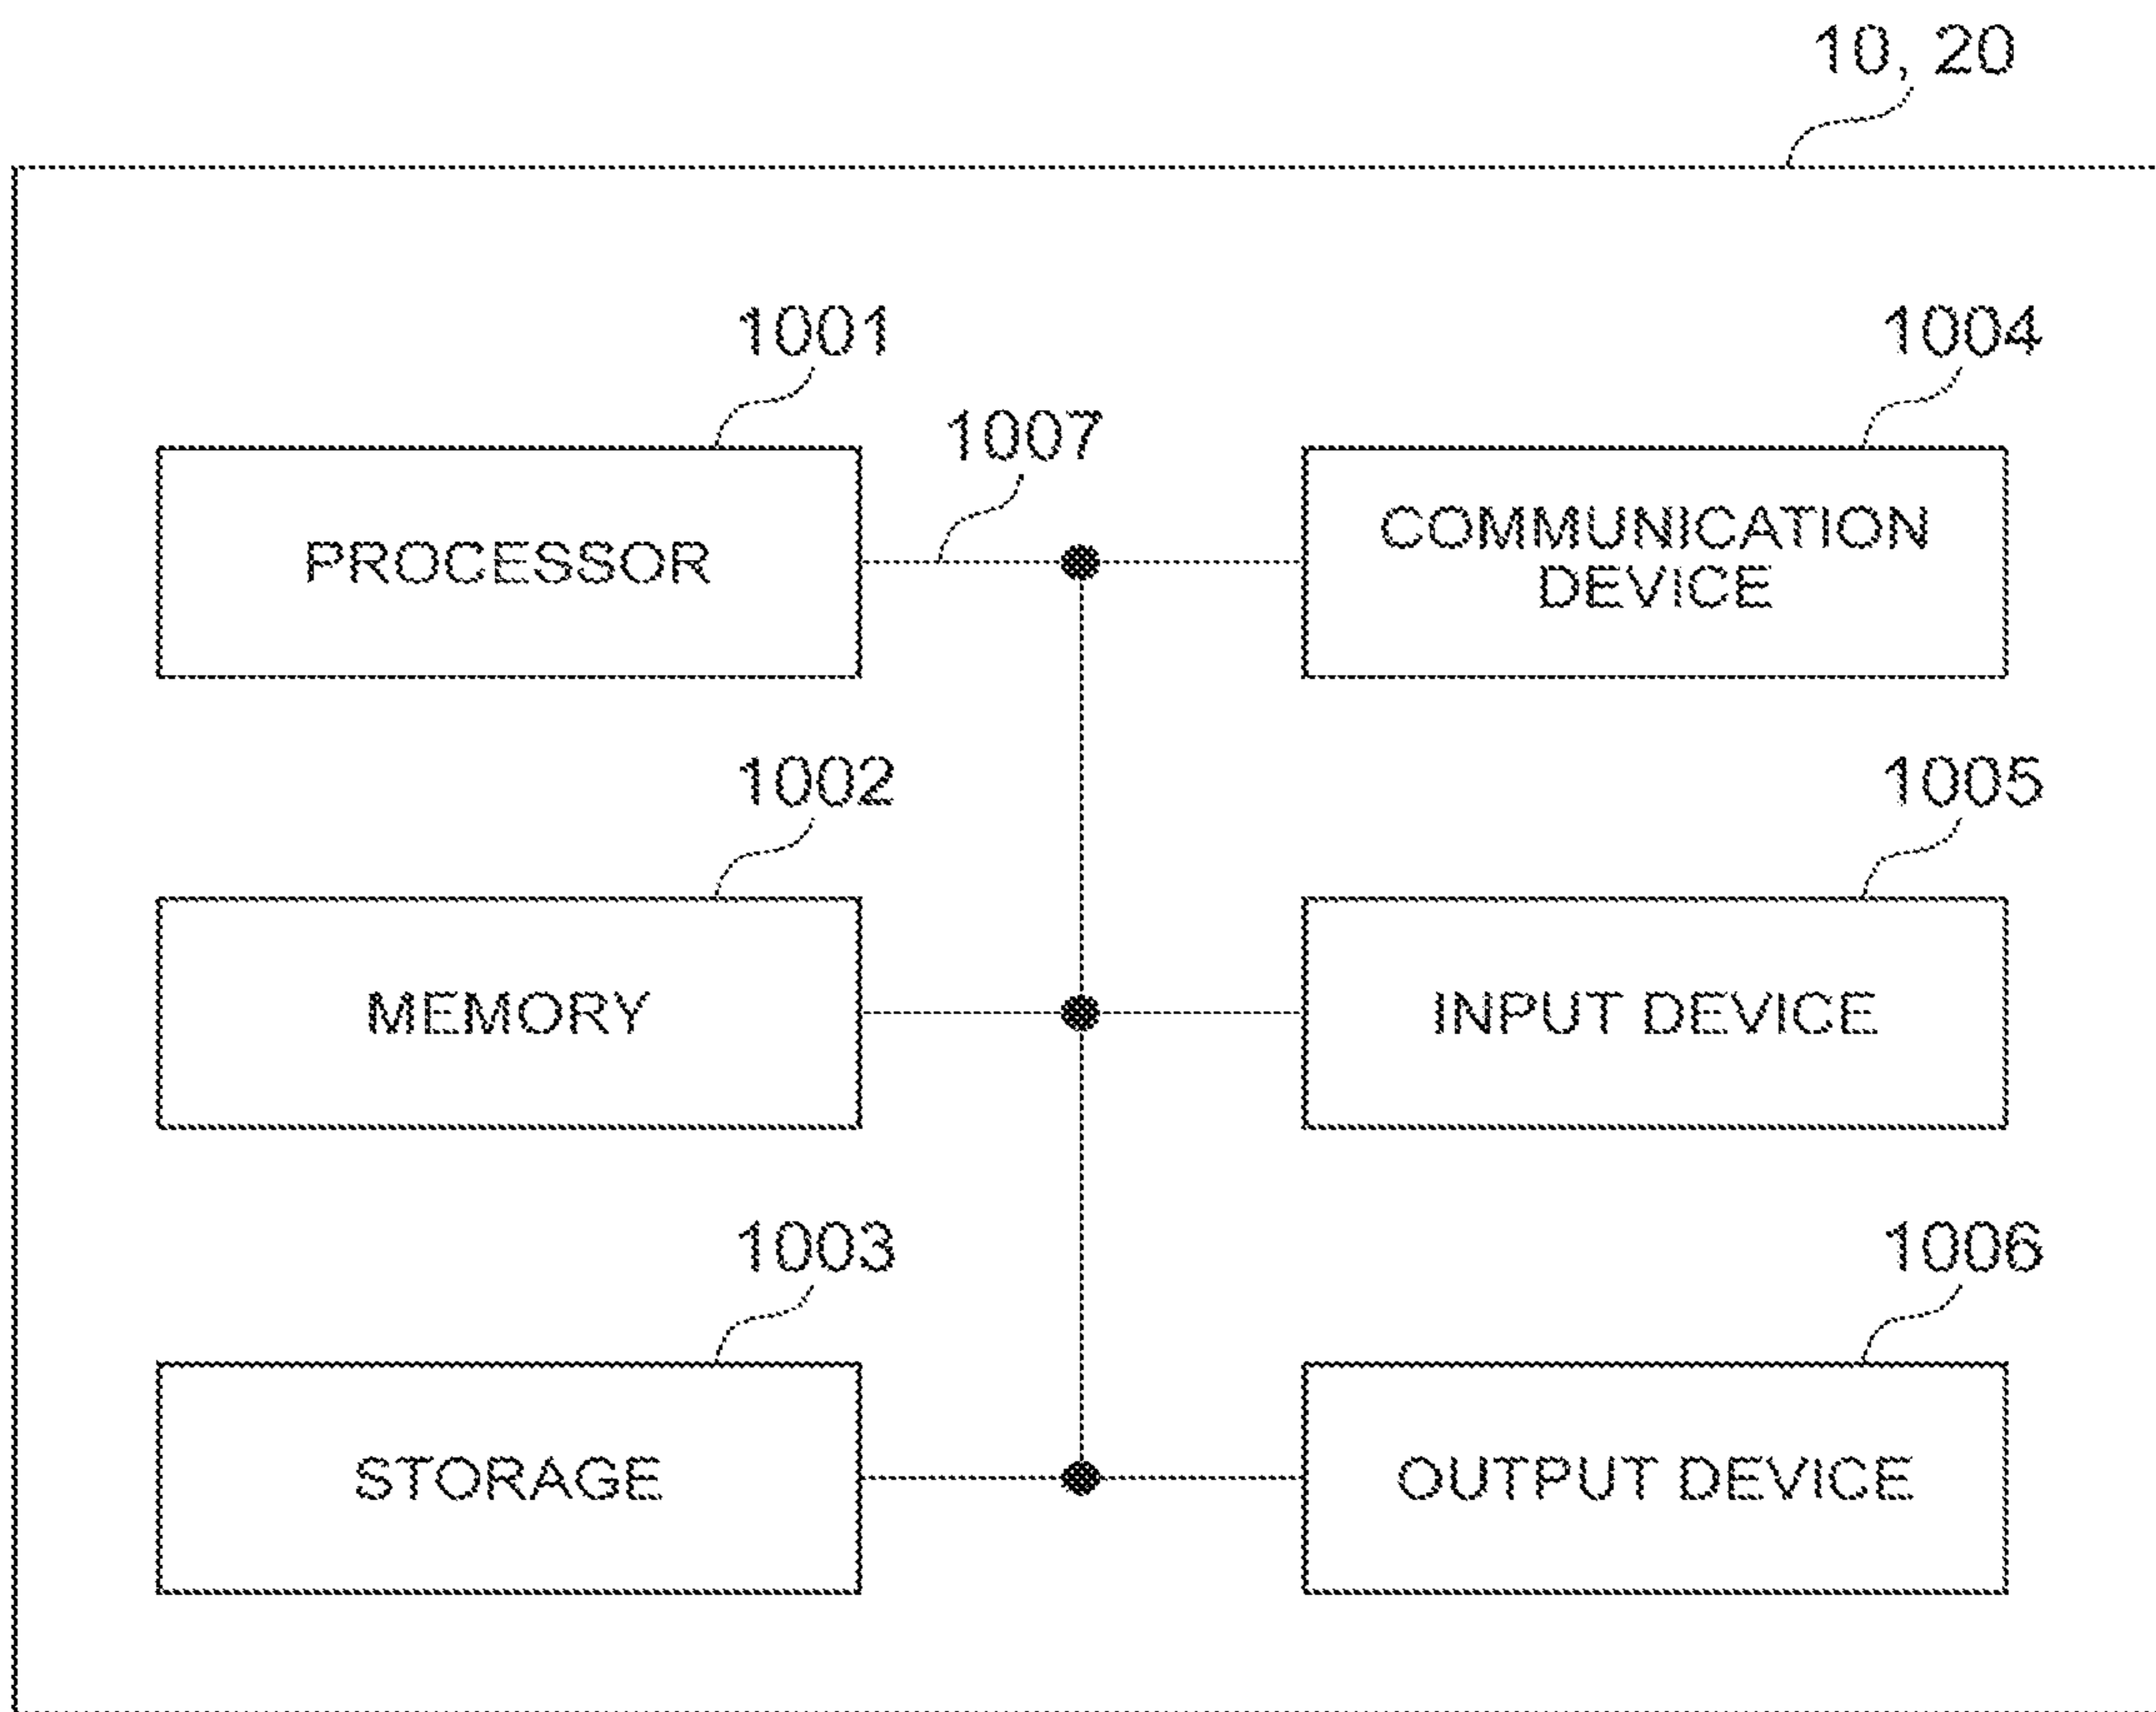 10, 20
1001
1004
1007
PROCESSOR
COMMUNICATION
DEVICE
1002
1005
MEMORY
INPUT DEVICE
1003
1006
STORAGE
OUTPUT DEVICE